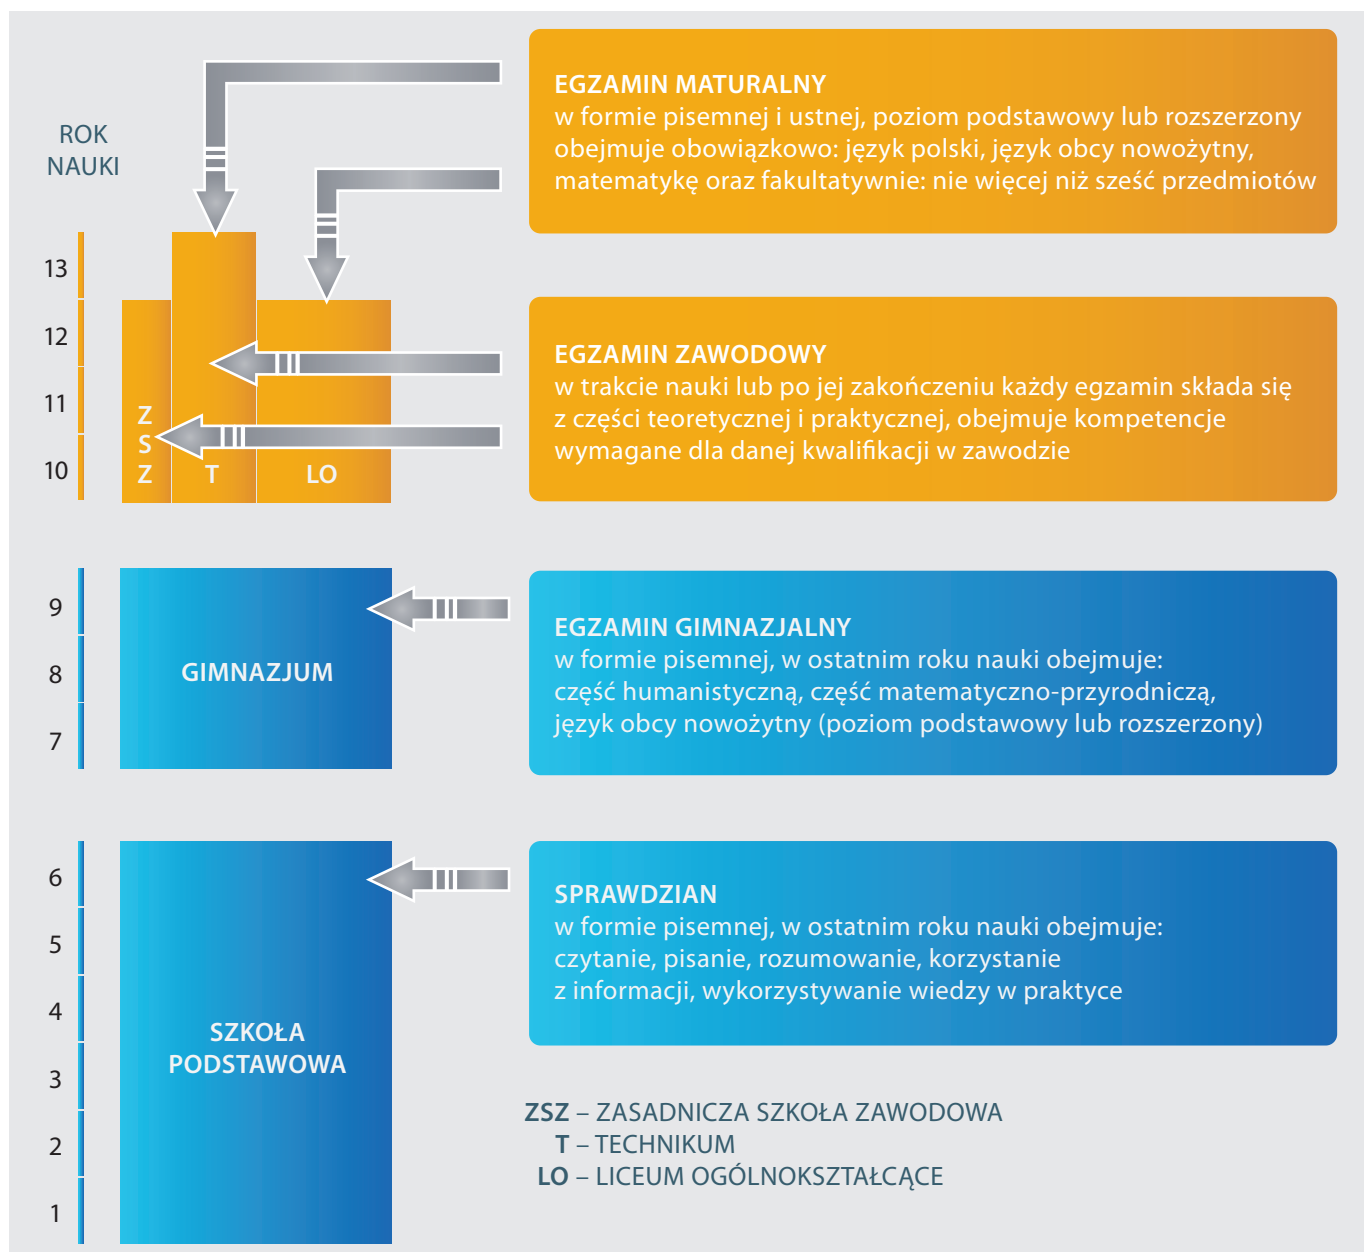 EGZAMIN MATURALNY
w formie pisemnej i ustnej, poziom podstawowy lub rozszerzony
obejmuje obowiązkowo: język polski, język obcy nowożytny,
matematykę oraz fakultatywnie: nie więcej niż sześć przedmiotów
ROK
NAUKI
13
12
11
10
Z
S
Z
T
LO
EGZAMIN ZAWODOWY
w trakcie nauki lub po jej zakończeniu każdy egzamin składa się
z części teoretycznej i praktycznej, obejmuje kompetencje
wymagane dla danej kwalifikacji w zawodzie
9
8
7
GIMNAZJUM
EGZAMIN GIMNAZJALNY
w formie pisemnej, w ostatnim roku nauki obejmuje:
część humanistyczną, część matematyczno-przyrodniczą,
język obcy nowożytny (poziom podstawowy lub rozszerzony)
6
5
4
3
2
1
SZKOŁA
PODSTAWOWA
SPRAWDZIAN
w formie pisemnej, w ostatnim roku nauki obejmuje:
czytanie, pisanie, rozumowanie, korzystanie
z informacji, wykorzystywanie wiedzy w praktyce
ZSZ – ZASADNICZA SZKOŁA ZAWODOWA
T – TECHNIKUM
LO – LICEUM OGÓLNOKSZTAŁCĄCE